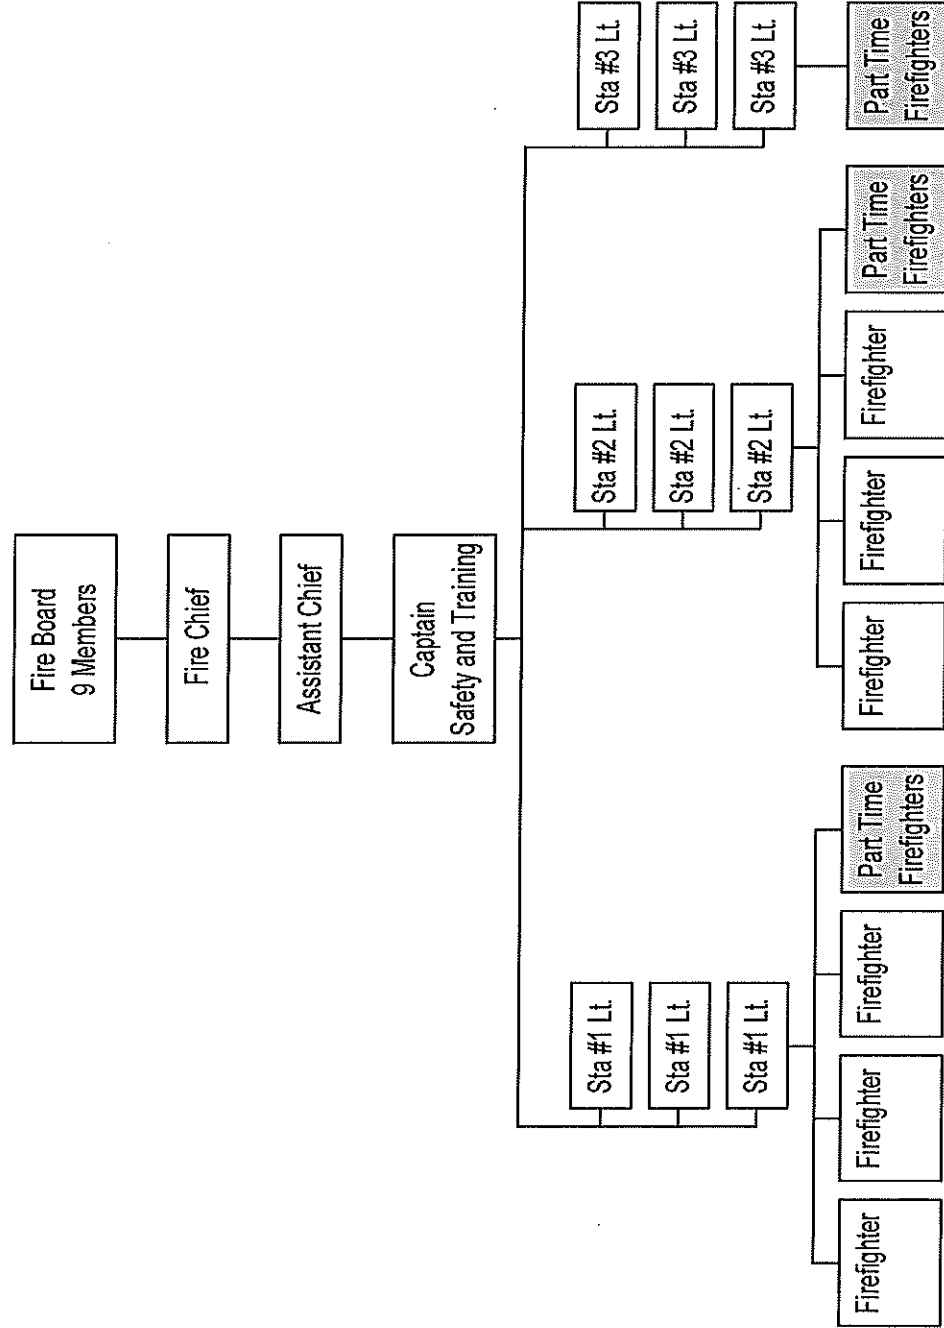 Fire Board
9 Members
Fire Chief
Assistant Chief
Captain
Safety and Training
Sta #1 Lt.
Sta #1 Lt.
Sta #1 Lt.
Firefighter
Firefighter
Firefighter
Part Time
Firefighters
Sta #2 Lt.
Sta #2 Lt.
Sta #2 Lt.
Firefighter
Firefighter
Firefighter
Part Time
Firefighters
Sta #3 Lt.
Sta #3 Lt.
Sta #3 Lt.
Part Time
Firefighters